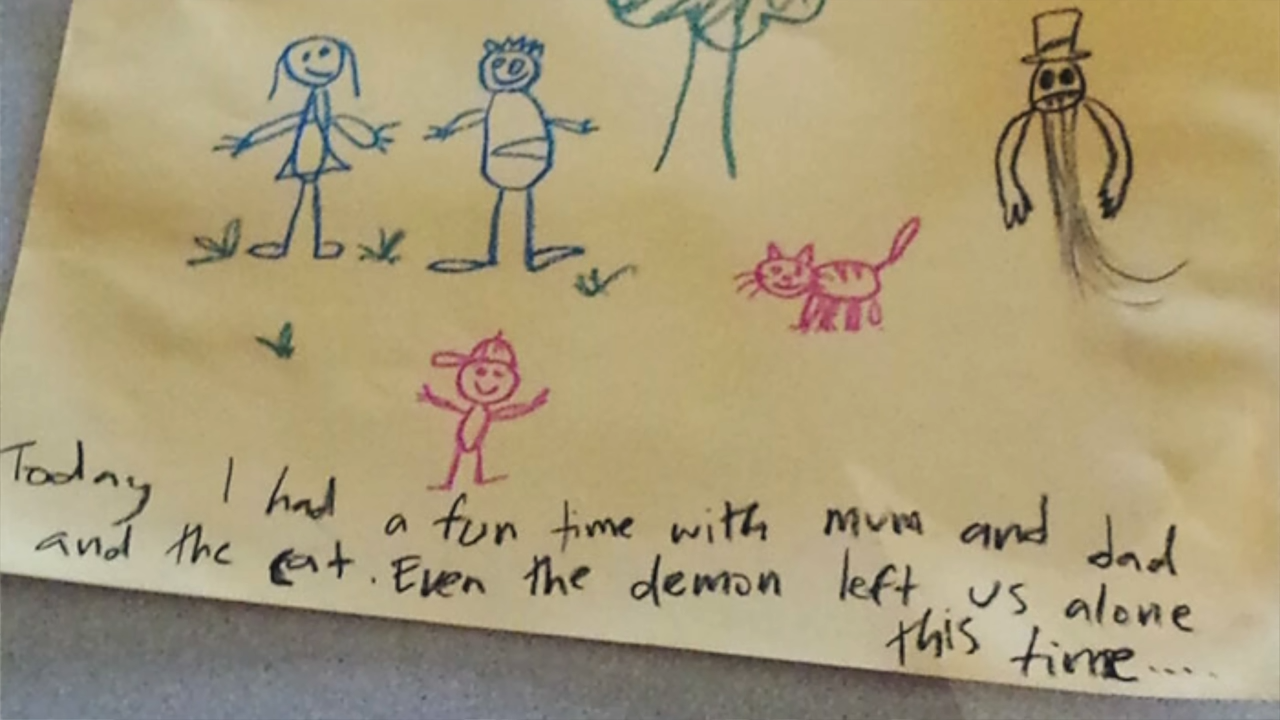 Today I had a fun time with mum and dad
and the cat. Even the demon left us alone
this time....